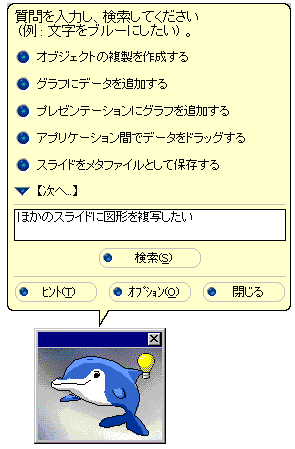 質問を入力し、検索してください
(例：文字をブルーにしたい)。
オブジェクトの複製を作成する
グラフにデータを追加する
プレゼンテーションにグラフを追加する
アプリケーション間でデータをドラッグする
スライドをメタファイルとして保存する
【次へ...】
ほかのスライドに図形を複写したい
検索(S)
ヒント(T) オプション(O) 閉じる